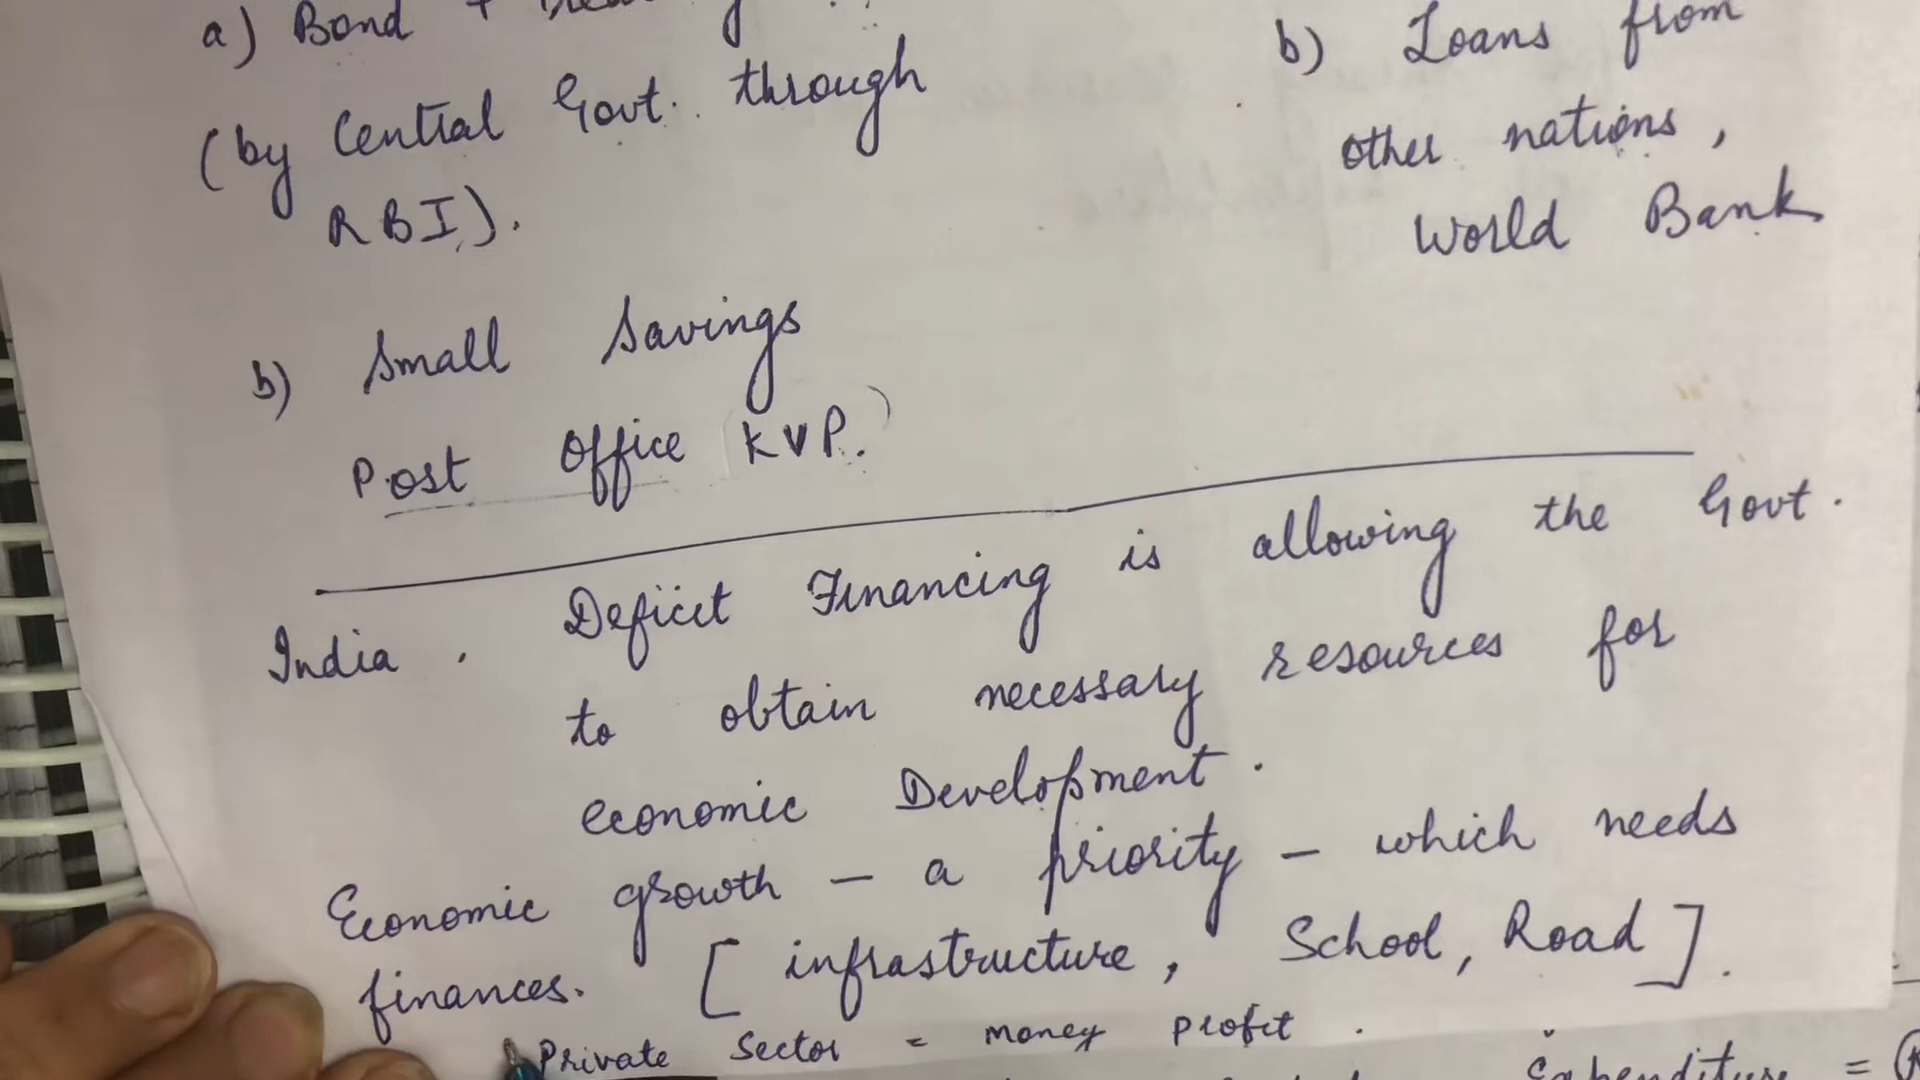 a) Bond +
(by Central Govt. through
RBI).
b) Small Savings
Post Office (KVP.)
b) Loans from
other nations,
World Bank
India . Deficit Financing is allowing the Govt.
to obtain necessary resources for
economic Development.
Economic growth — a priority — which needs
finances. [infrastructure, School, Road].
Private Sector = money profit .
Expenditure =